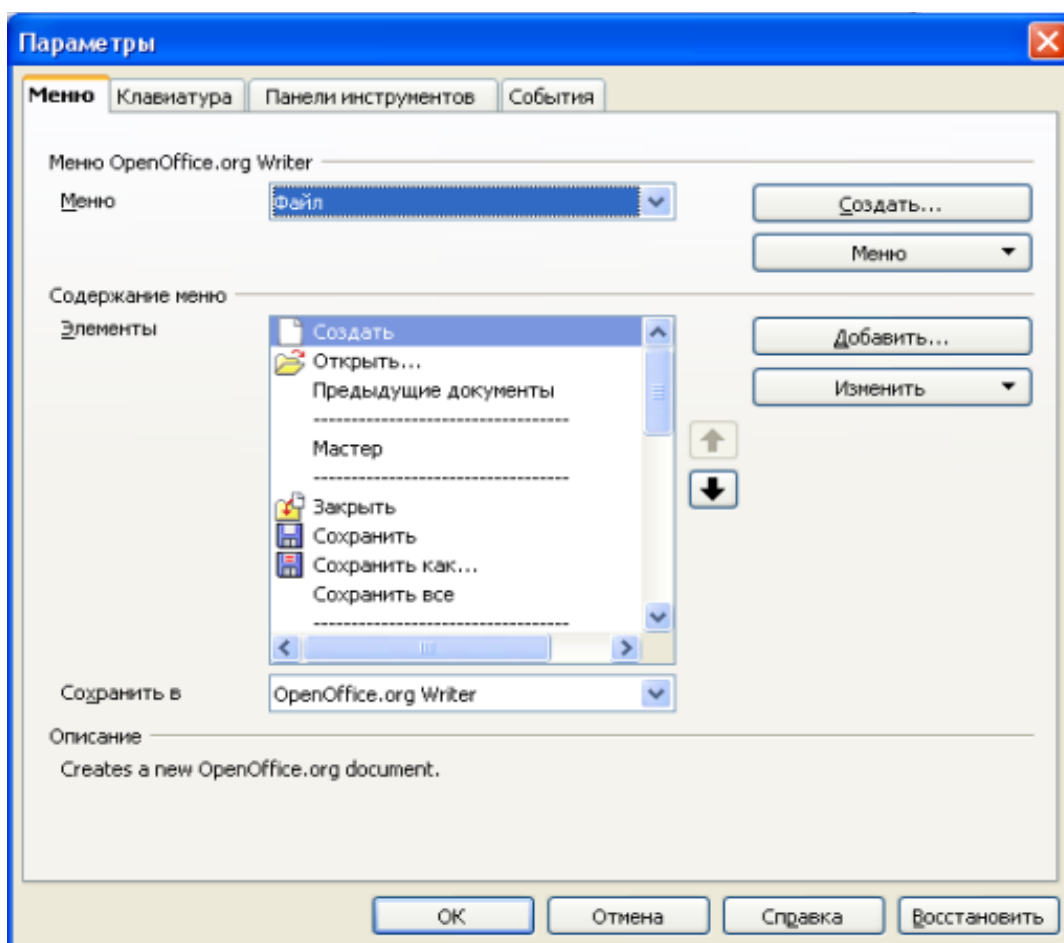 Параметры
Меню Клавиатура Панели инструментов События
Меню OpenOffice.org Writer
Меню Файл Создать...
Меню
Содержание меню
Элементы Создать Добавить...
Открыть...
Предыдущие документы Изменить
----------------------------------
Мастер
----------------------------------
Закрыть
Сохранить
Сохранить как...
Сохранить все
----------------------------------
Сохранить в OpenOffice.org Writer
Описание
Creates a new OpenOffice.org document.
OK Отмена Справка Восстановить